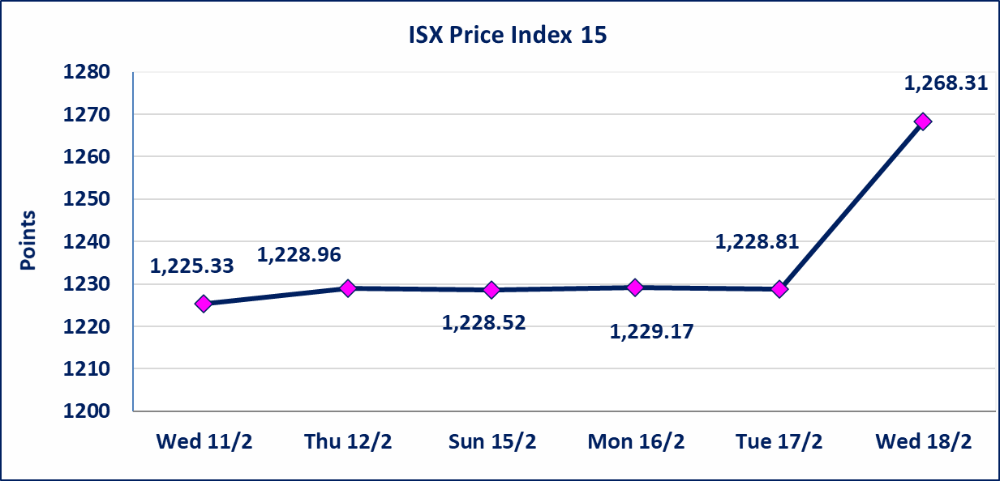 ISX Price Index 15
1280
1270
1260
1250
1240
1230
1220
1210
1200
Points
1,225.33
1,228.96
1,228.52
1,229.17
1,228.81
1,268.31
Wed 11/2
Thu 12/2
Sun 15/2
Mon 16/2
Tue 17/2
Wed 18/2